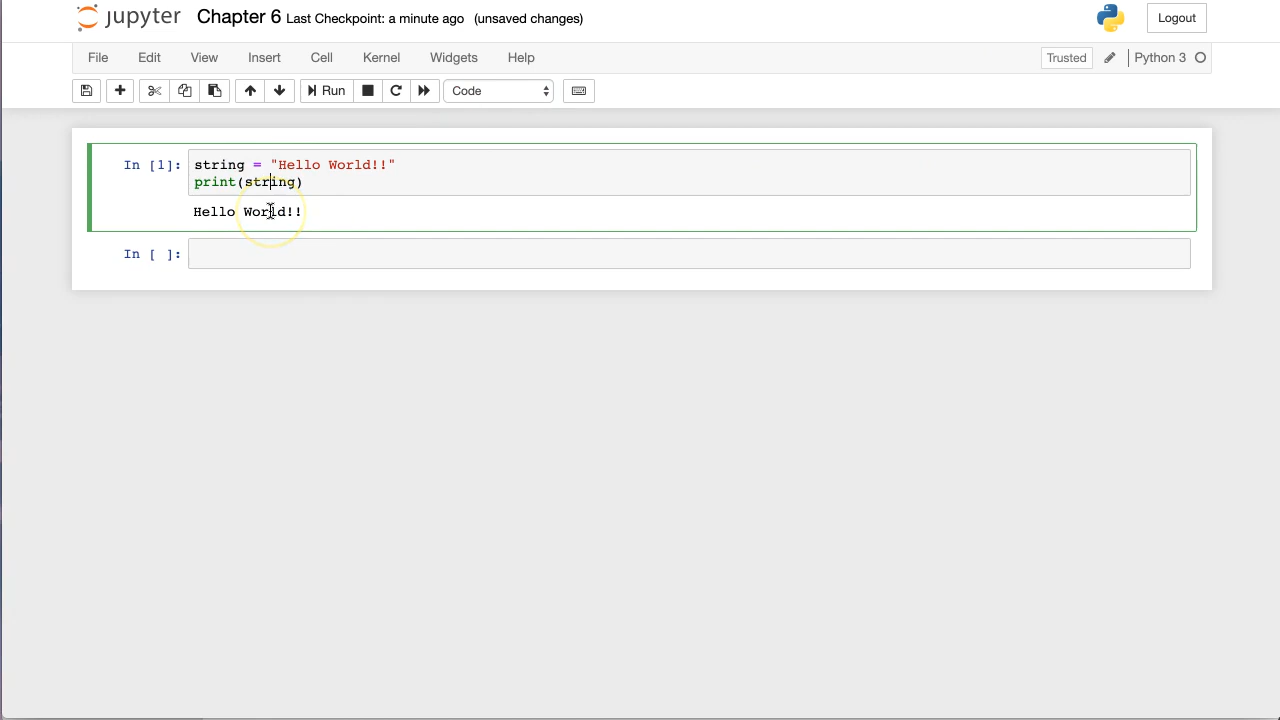 jupyter Chapter 6 Last Checkpoint: a minute ago (unsaved changes) Logout
File Edit View Insert Cell Kernel Widgets Help Trusted Python 3
Run Code
In [1]: string = "Hello World!!"
print(string)
Hello World!!
In [ ]: